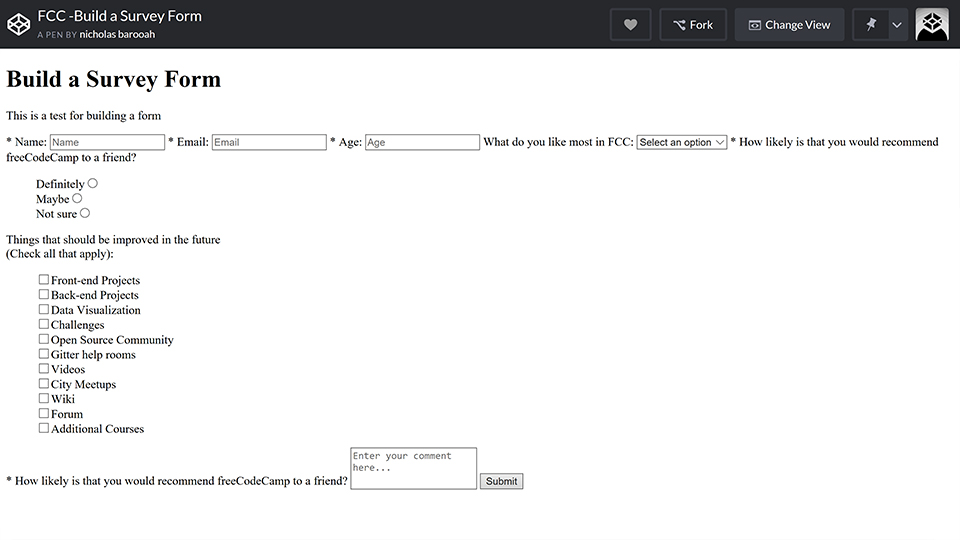 FCC -Build a Survey Form
A PEN BY nicholas barooah
Fork
Change View
Build a Survey Form
This is a test for building a form
* Name: Name * Email: Email * Age: Age What do you like most in FCC: Select an option * How likely is that you would recommend
freeCodeCamp to a friend?
Definitely
Maybe
Not sure
Things that should be improved in the future
(Check all that apply):
Front-end Projects
Back-end Projects
Data Visualization
Challenges
Open Source Community
Gitter help rooms
Videos
City Meetups
Wiki
Forum
Additional Courses
Enter your comment
here...
* How likely is that you would recommend freeCodeCamp to a friend?
Submit